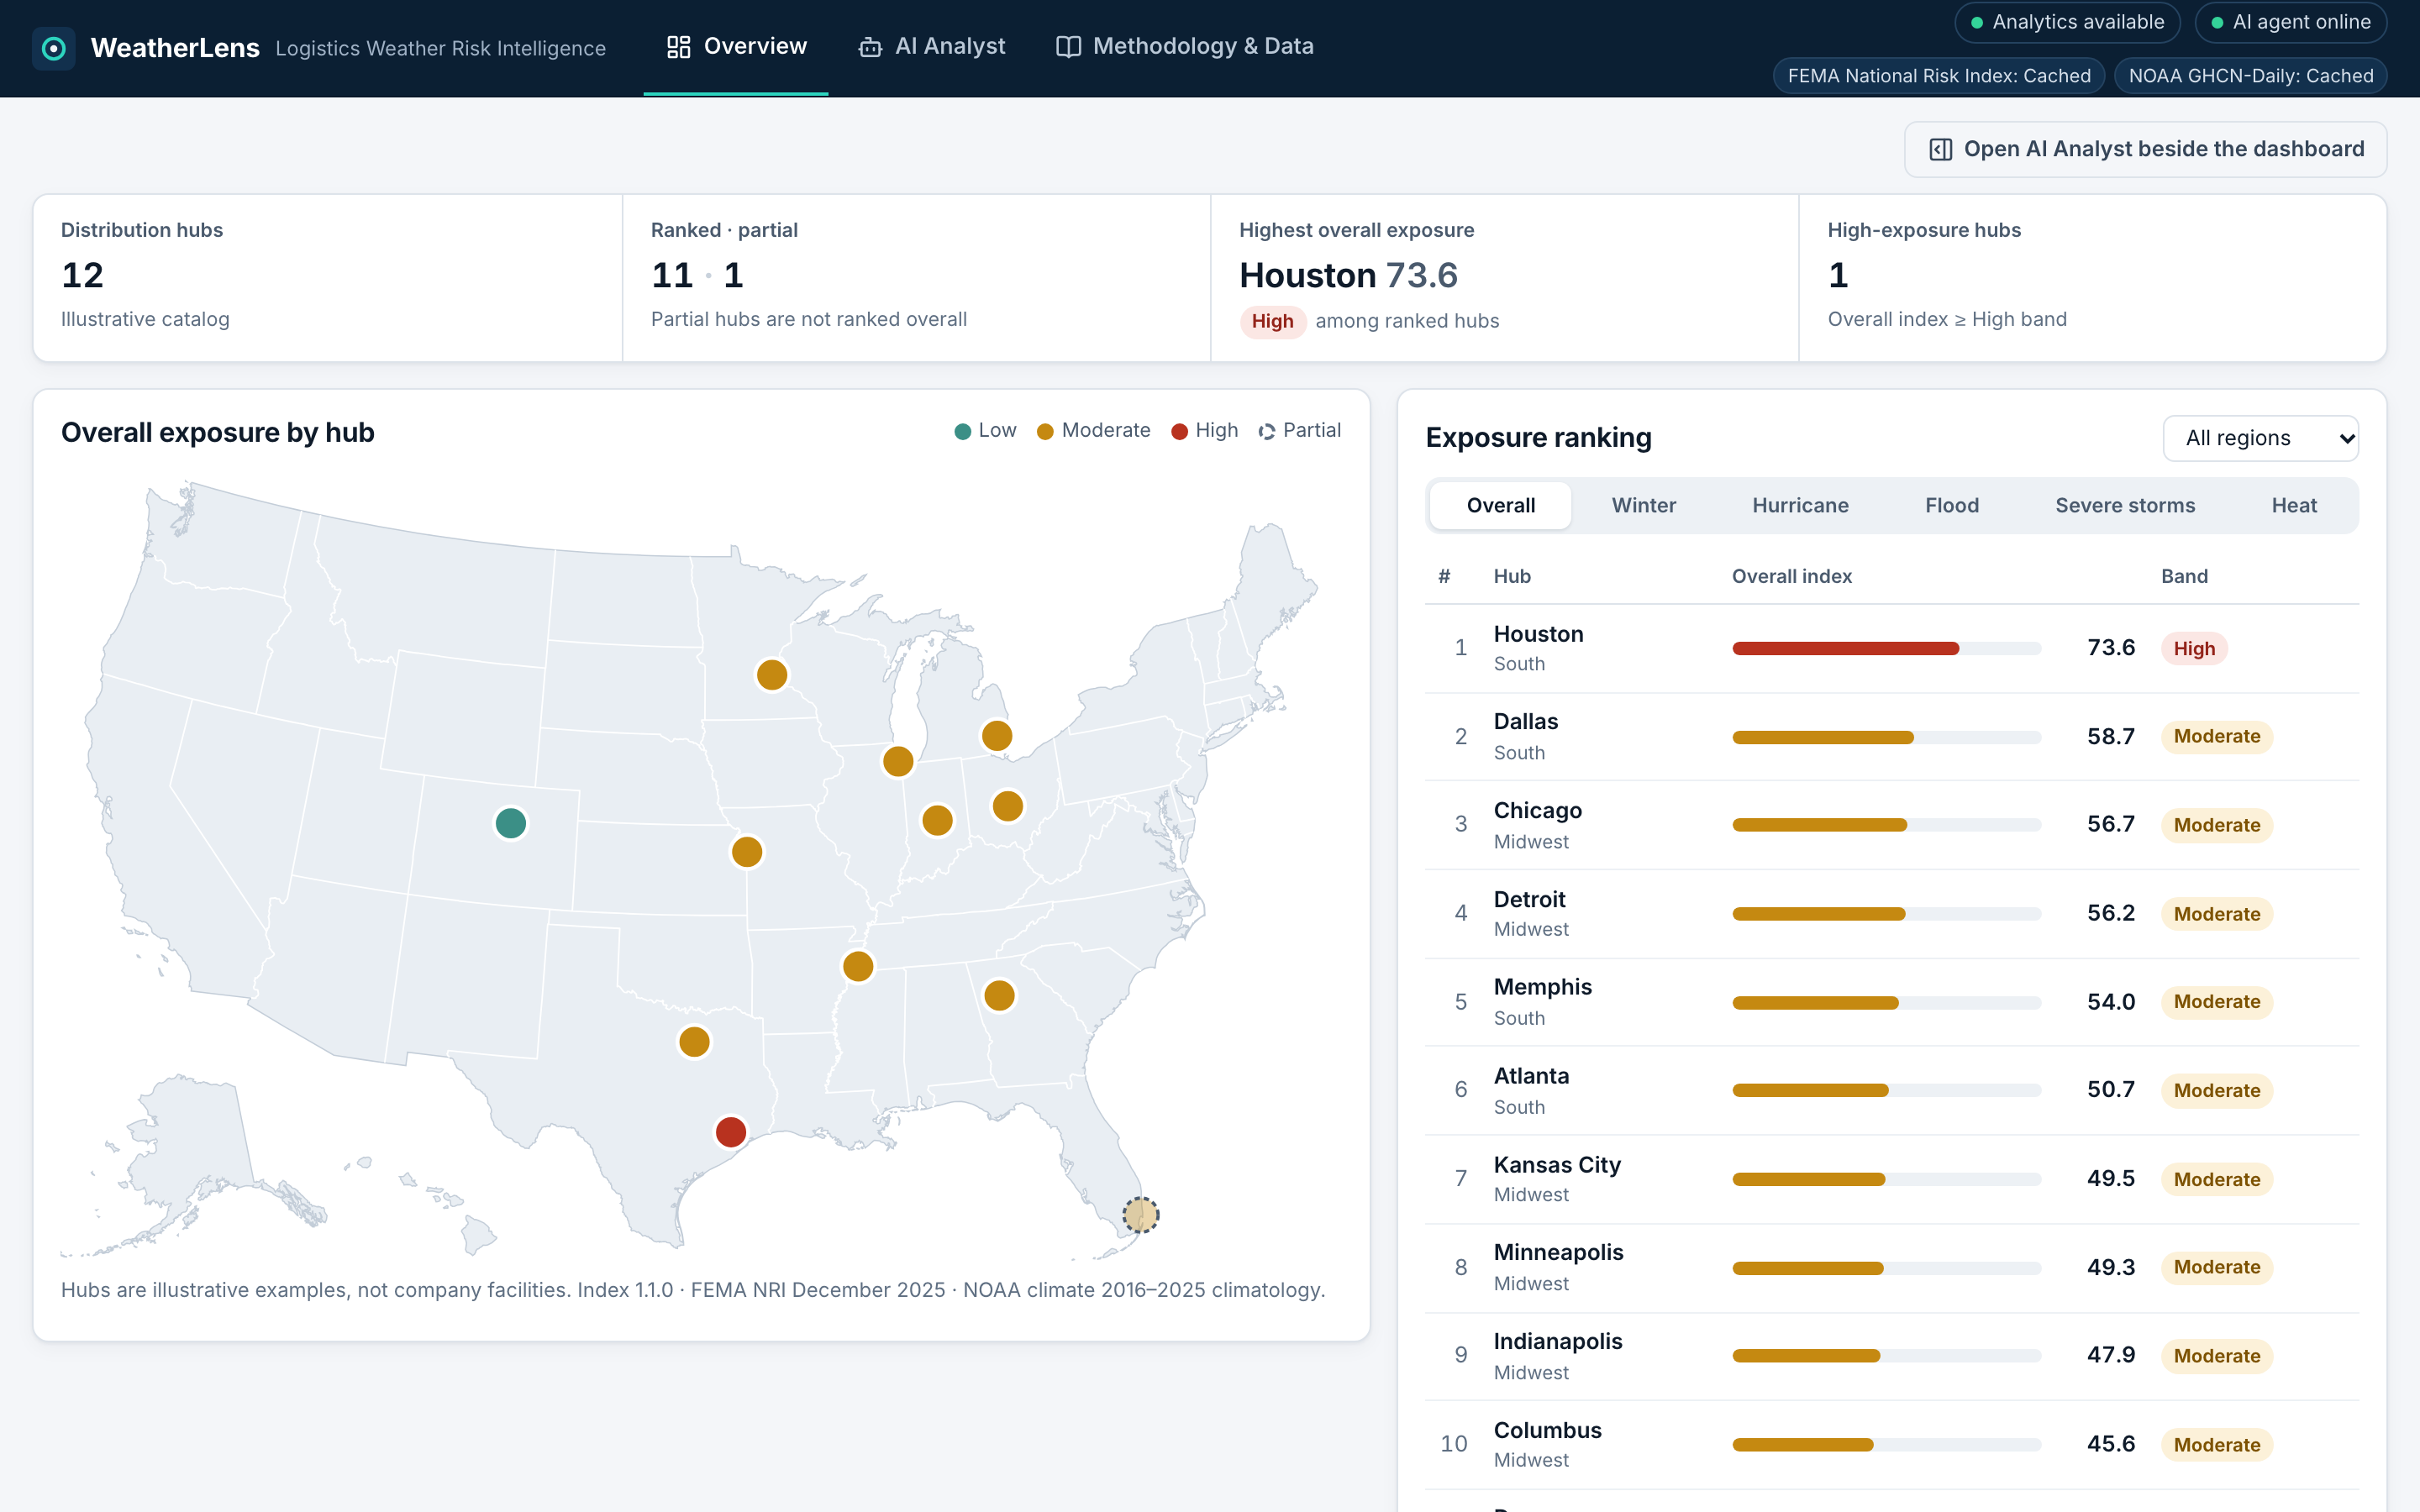 WeatherLens
Logistics Weather Risk Intelligence
Overview
AI Analyst
Methodology & Data
Analytics available
AI agent online
FEMA National Risk Index: Cached
NOAA GHCN-Daily: Cached
Open AI Analyst beside the dashboard
Distribution hubs
12
Illustrative catalog
Ranked · partial
11 · 1
Partial hubs are not ranked overall
Highest overall exposure
Houston 73.6
High among ranked hubs
High-exposure hubs
1
Overall index ≥ High band
Overall exposure by hub
Low
Moderate
High
Partial
Hubs are illustrative examples, not company facilities. Index 1.1.0 · FEMA NRI December 2025 · NOAA climate 2016–2025 climatology.
Exposure ranking
All regions
Overall
Winter
Hurricane
Flood
Severe storms
Heat
# Hub Overall index Band
1 Houston 73.6 High
South
2 Dallas 58.7 Moderate
South
3 Chicago 56.7 Moderate
Midwest
4 Detroit 56.2 Moderate
Midwest
5 Memphis 54.0 Moderate
South
6 Atlanta 50.7 Moderate
South
7 Kansas City 49.5 Moderate
Midwest
8 Minneapolis 49.3 Moderate
Midwest
9 Indianapolis 47.9 Moderate
Midwest
10 Columbus 45.6 Moderate
Midwest